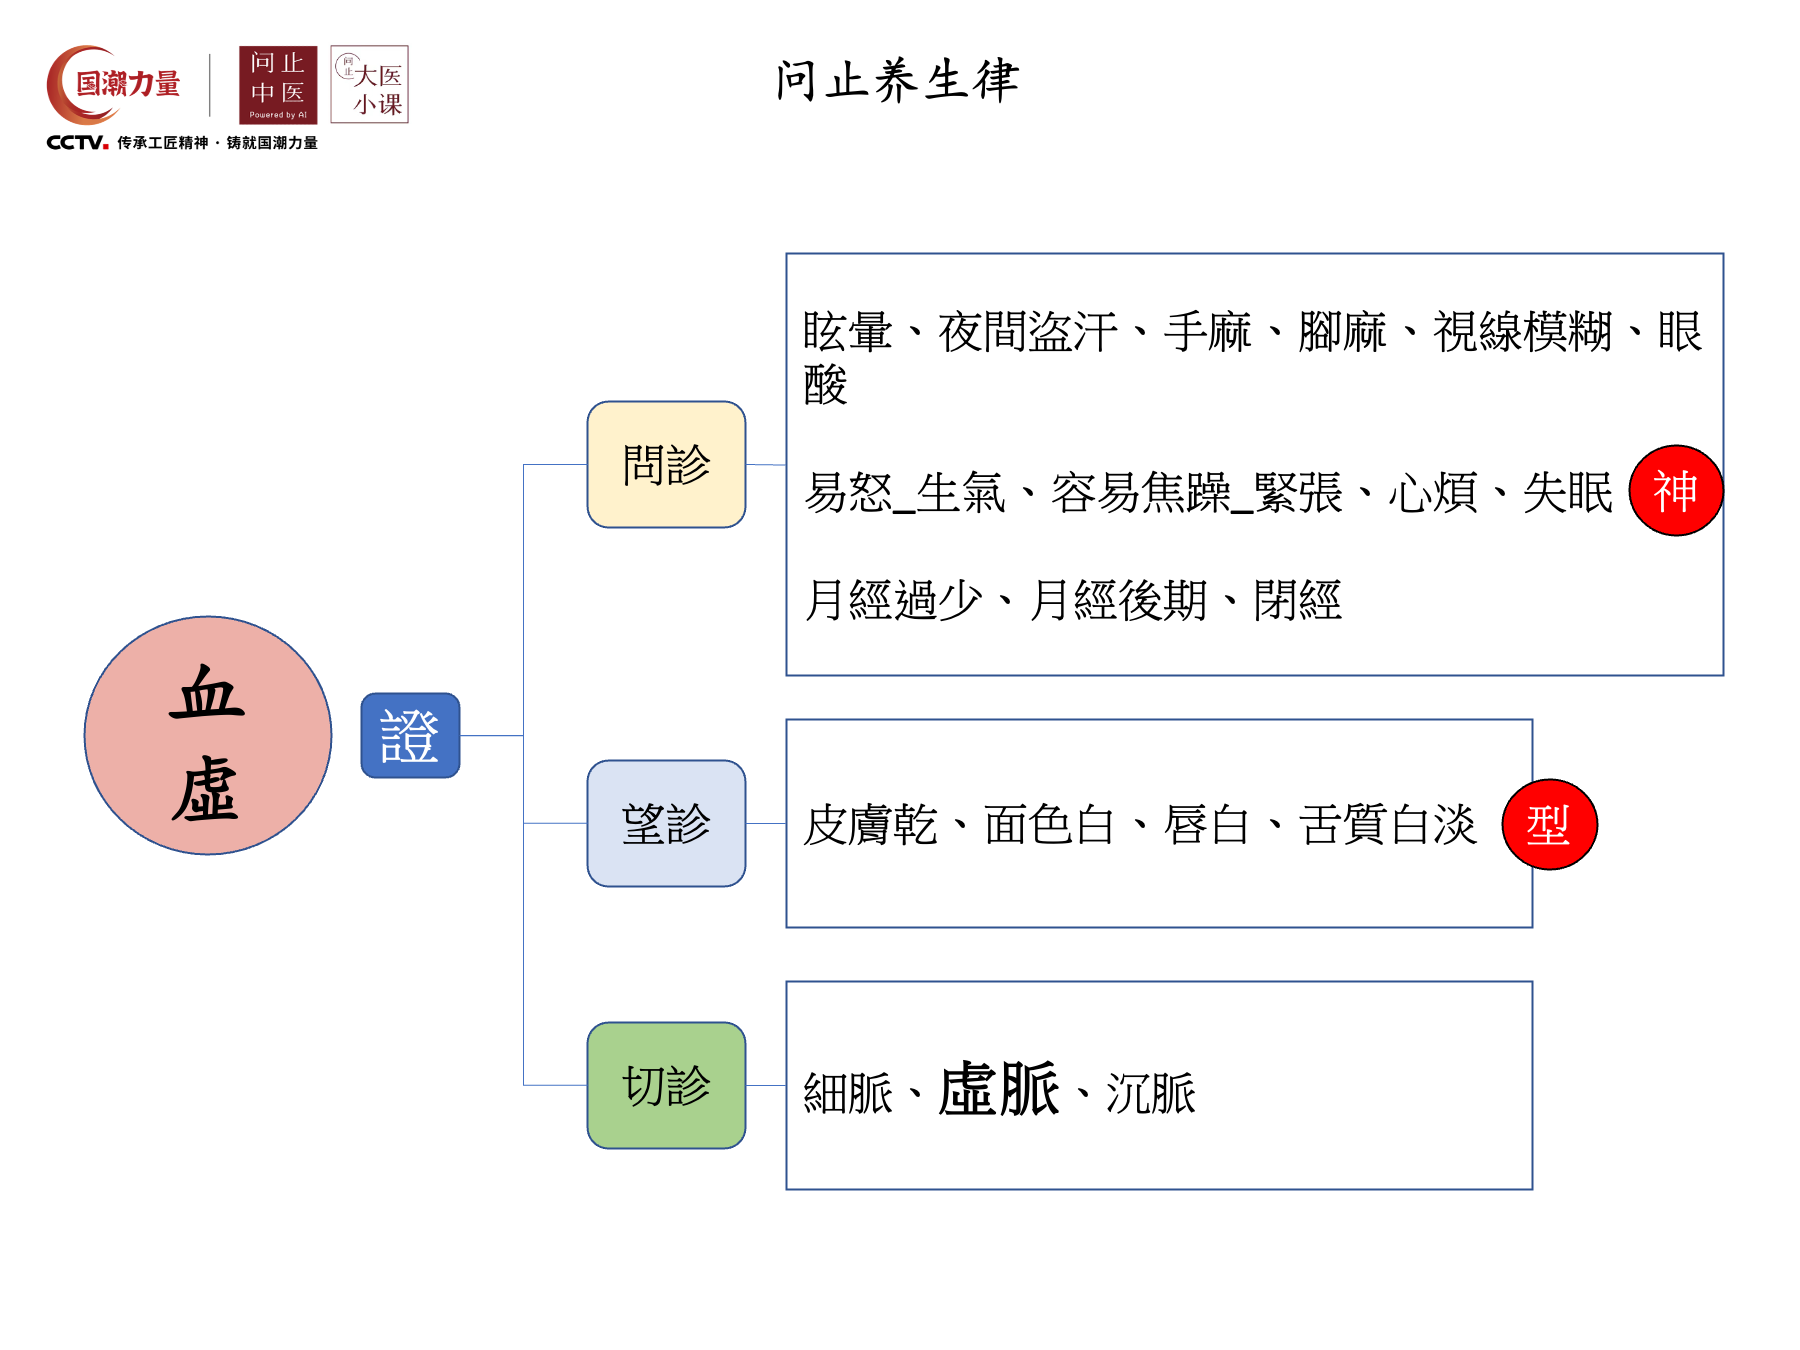 国潮力量
问止
中医
Powered by AI
问止
大医
小课
CCTV. 传承工匠精神 · 铸就国潮力量
问止养生律
眩暈、夜間盜汗、手麻、腳麻、視線模糊、眼
酸
問診
易怒_生氣、容易焦躁_緊張、心煩、失眠
神
月經過少、月經後期、閉經
血
虛
證
望診
皮膚乾、面色白、唇白、舌質白淡
型
切診
細脈、虛脈、沉脈